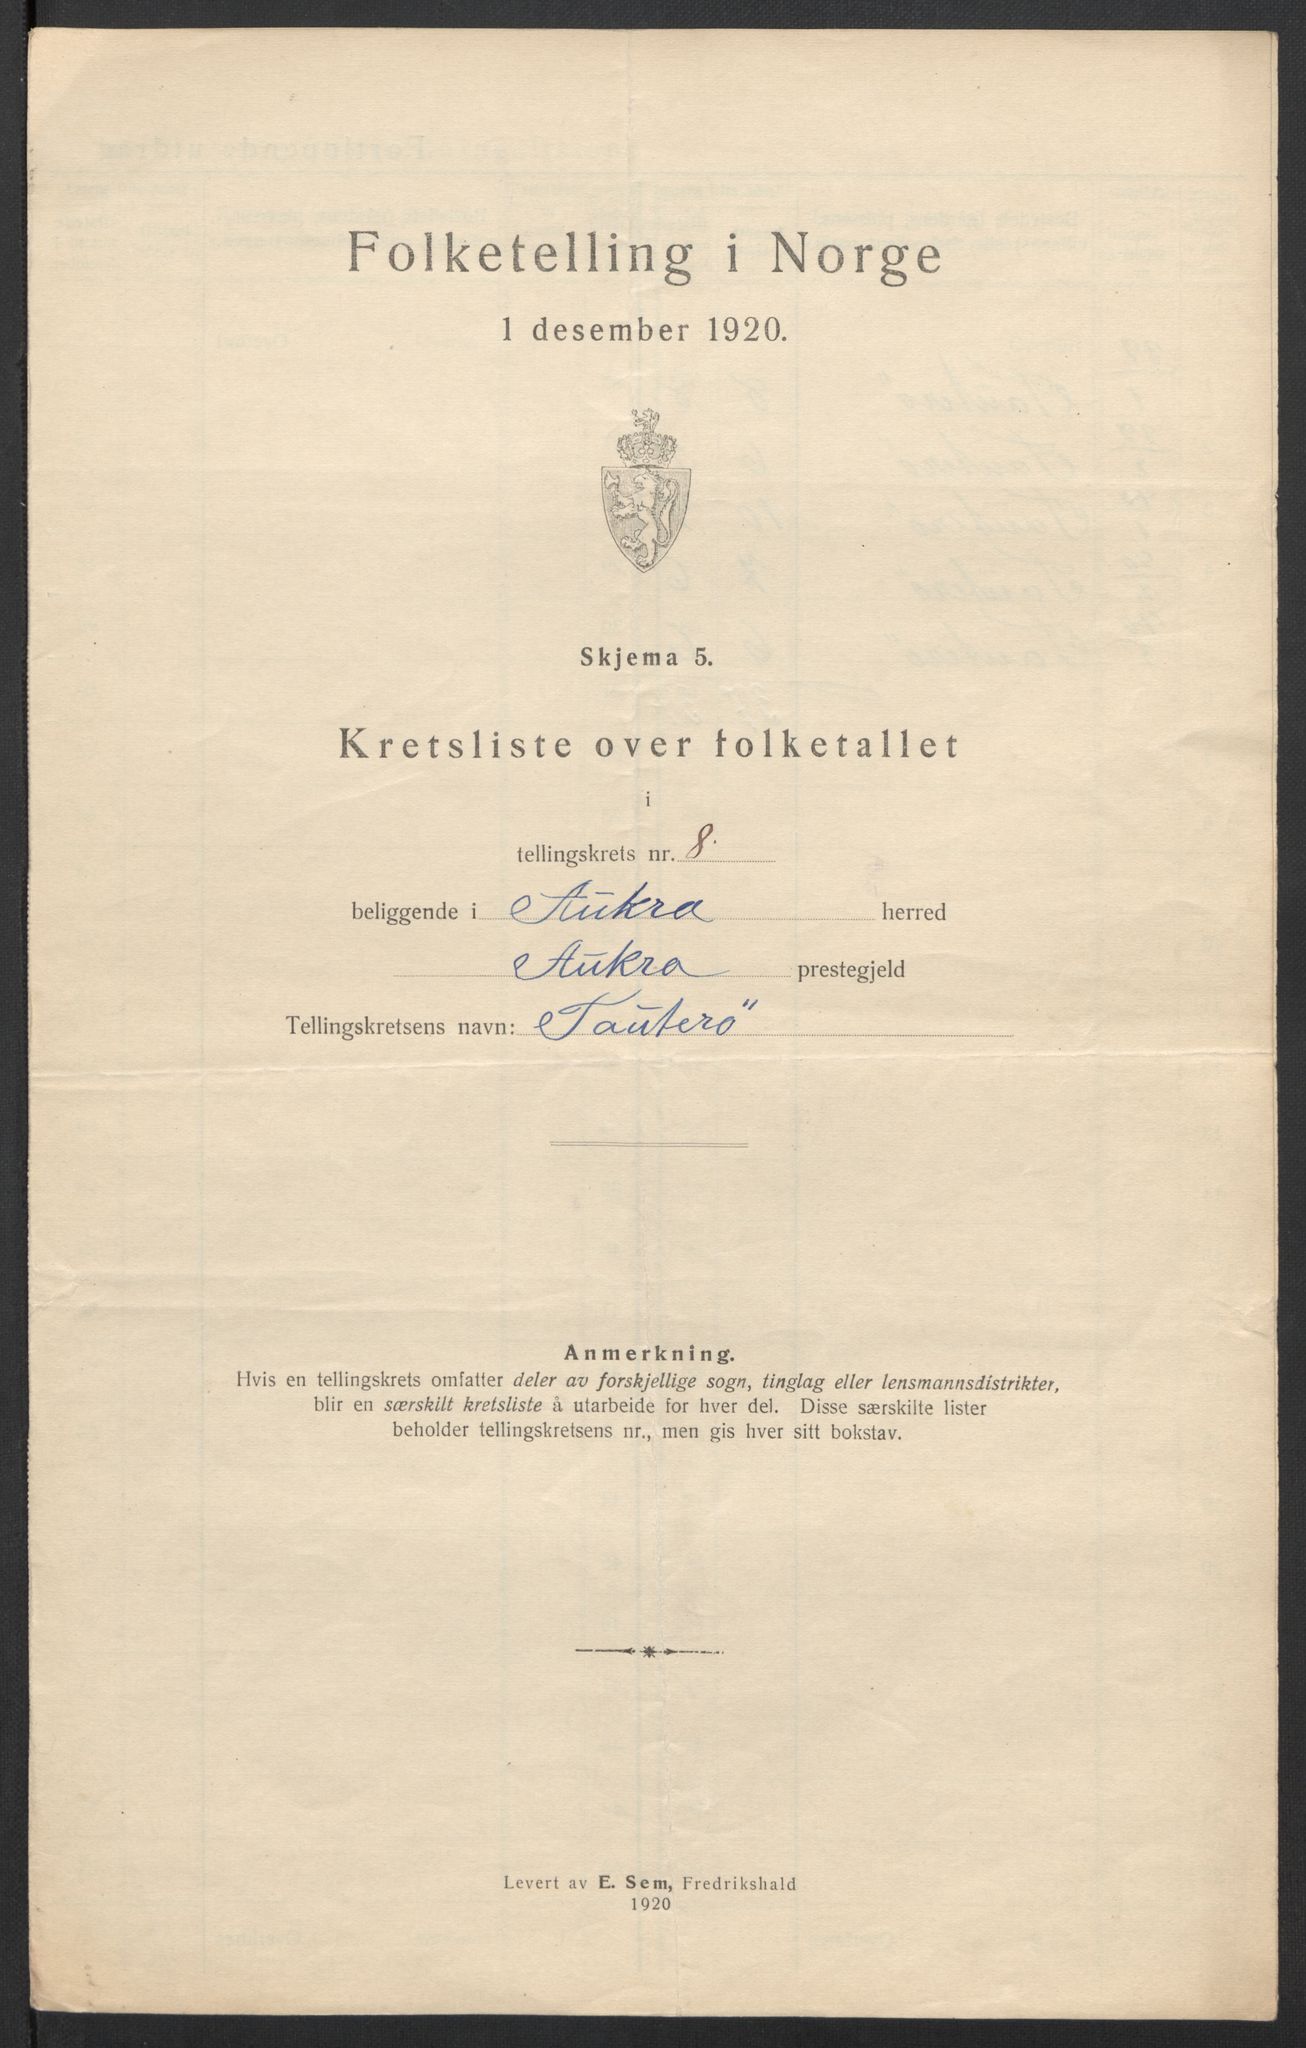 Folketelling i Norge
1 desember 1920.
Skjema 5.
Kretsliste over folketallet
i
tellingskrets nr. 8.
beliggende i Aukra herred
Aukra prestegjeld
Tellingskretsens navn: Tauterö
Anmerkning.
Hvis en tellingskrets omfatter deler av forskjellige sogn, tinglag eller lensmannsdistrikter,
blir en særskilt kretsliste å utarbeide for hver del. Disse særskilte lister
beholder tellingskretsens nr., men gis hver sitt bokstav.
Levert av E. Sem, Fredrikshald
1920